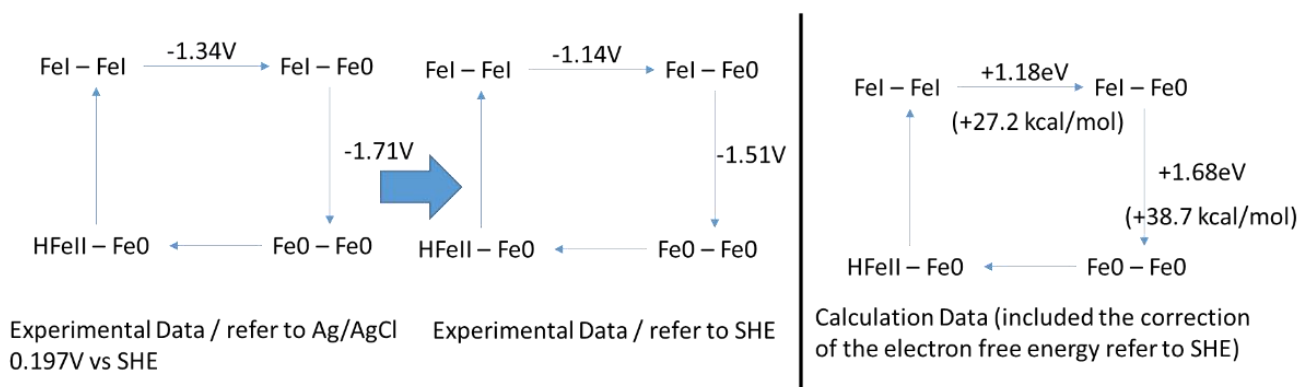 -1.34V
FeI – FeI
FeI – Fe0
-1.71V
HFeII – Fe0
Fe0 – Fe0
Experimental Data / refer to Ag/AgCl
0.197V vs SHE
-1.14V
FeI – FeI
FeI – Fe0
-1.51V
HFeII – Fe0
Fe0 – Fe0
Experimental Data / refer to SHE
+1.18eV
FeI – FeI
FeI – Fe0
(+27.2 kcal/mol)
+1.68eV
(+38.7 kcal/mol)
HFeII – Fe0
Fe0 – Fe0
Calculation Data (included the correction
of the electron free energy refer to SHE)